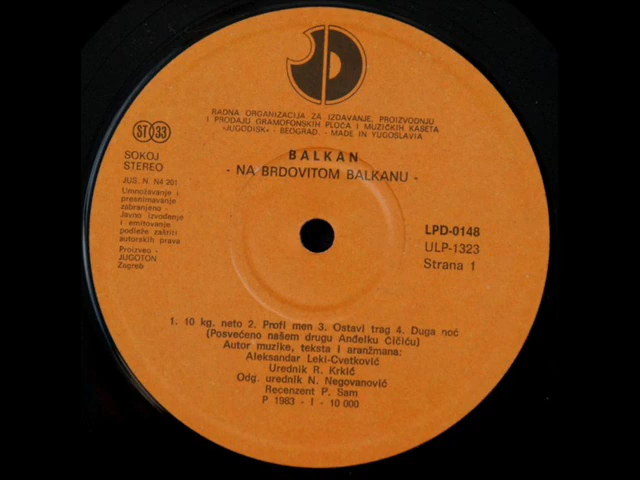 RADNA ORGANIZACIJA ZA IZDAVANJE, PROIZVODNJU
I PRODAJU GRAMOFONSKIH PLOČA I MUZIČKIH KASETA
»JUGODISK« - BEOGRAD. - MADE IN YUGOSLAVIA
ST 33
SOKOJ
STEREO
JUS. N. N4 201
Umnožavanje i
presnimavanje
zabranjeno -
Javno izvođenje
i emitovanje
podleže zaštiti
autorskih prava
Proizveo -
JUGOTON
Zagreb
BALKAN
- NA BRDOVITOM BALKANU -
LPD-0148
ULP-1323
Strana 1
1. 10 kg. neto 2. Profi men 3. Ostavi trag 4. Duga noć
(Posvećeno našem drugu Anđelku Čičiću)
Autor muzike, teksta i aranžmana:
Aleksandar Leki-Cvetković
Urednik R. Krkić
Odg. urednik N. Negovanović
Recenzent P. Sam
P 1983 - I - 10 000